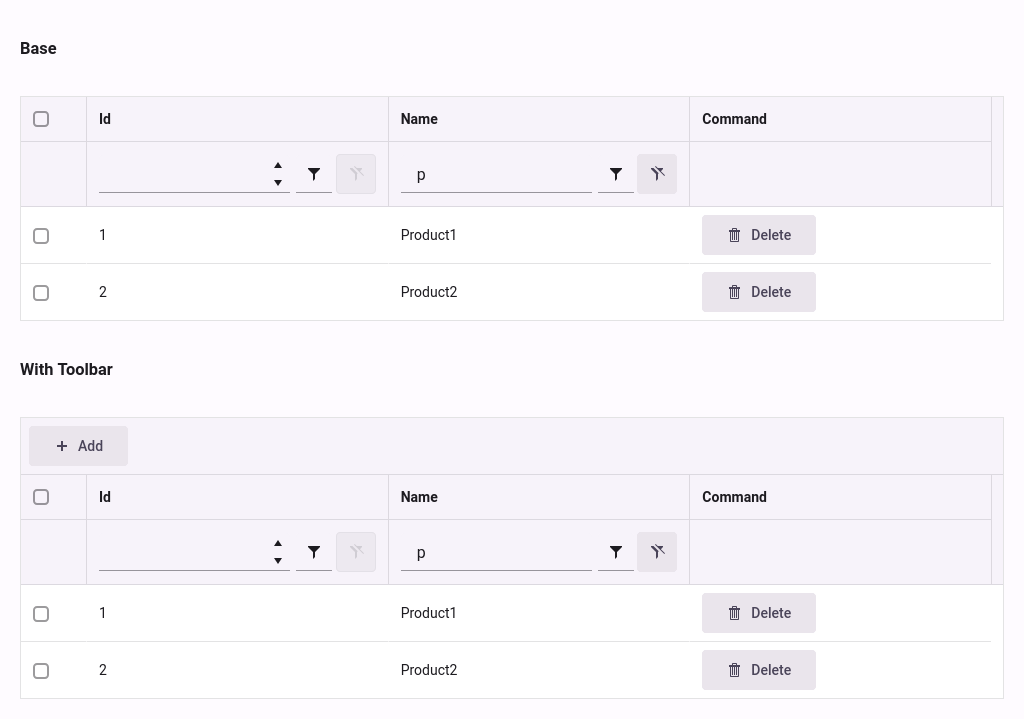 Base
Id Name Command
p
1 Product1 Delete
2 Product2 Delete
With Toolbar
Add
Id Name Command
p
1 Product1 Delete
2 Product2 Delete